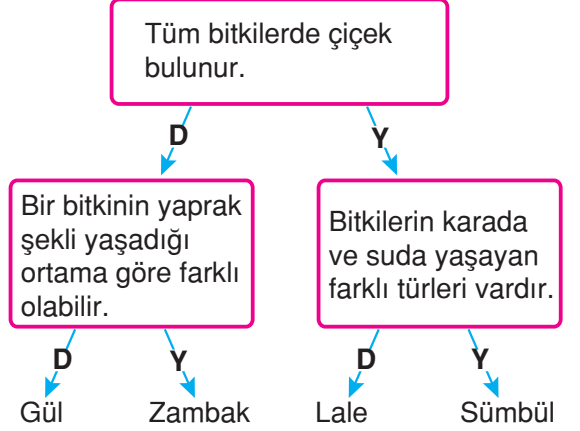 Tüm bitkilerde çiçek
bulunur.
D
Y
Bir bitkinin yaprak
şekli yaşadığı
ortama göre farklı
olabilir.
Bitkilerin karada
ve suda yaşayan
farklı türleri vardır.
D
Y
D
Y
Gül
Zambak
Lale
Sümbül